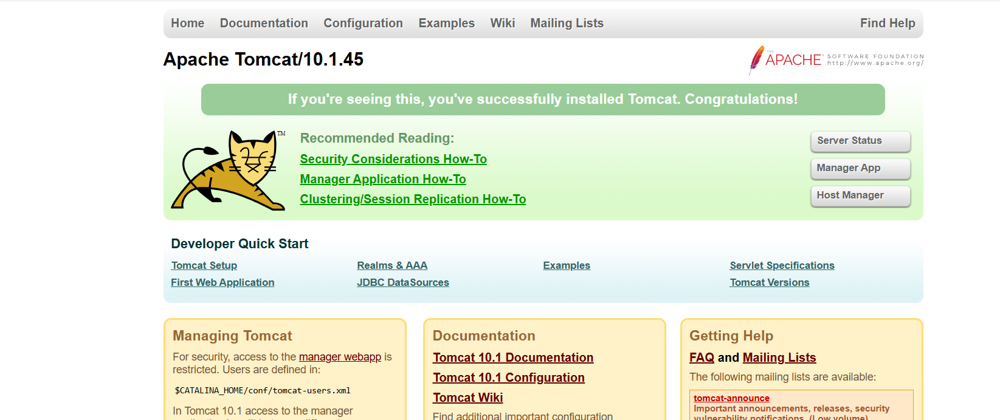 Home Documentation Configuration Examples Wiki Mailing Lists Find Help
Apache Tomcat/10.1.45
THE
APACHE SOFTWARE FOUNDATION
http://www.apache.org/
If you're seeing this, you've successfully installed Tomcat. Congratulations!
TM
Recommended Reading:
Security Considerations How-To
Manager Application How-To
Clustering/Session Replication How-To
Server Status
Manager App
Host Manager
Developer Quick Start
Tomcat Setup
First Web Application
Realms & AAA
JDBC DataSources
Examples
Servlet Specifications
Tomcat Versions
Managing Tomcat
For security, access to the manager webapp is
restricted. Users are defined in:
$CATALINA_HOME/conf/tomcat-users.xml
In Tomcat 10.1 access to the manager
Documentation
Tomcat 10.1 Documentation
Tomcat 10.1 Configuration
Tomcat Wiki
Find additional important configuration
Getting Help
FAQ and Mailing Lists
The following mailing lists are available:
tomcat-announce
Important announcements, releases, security
vulnerability notifications. (Low volume).